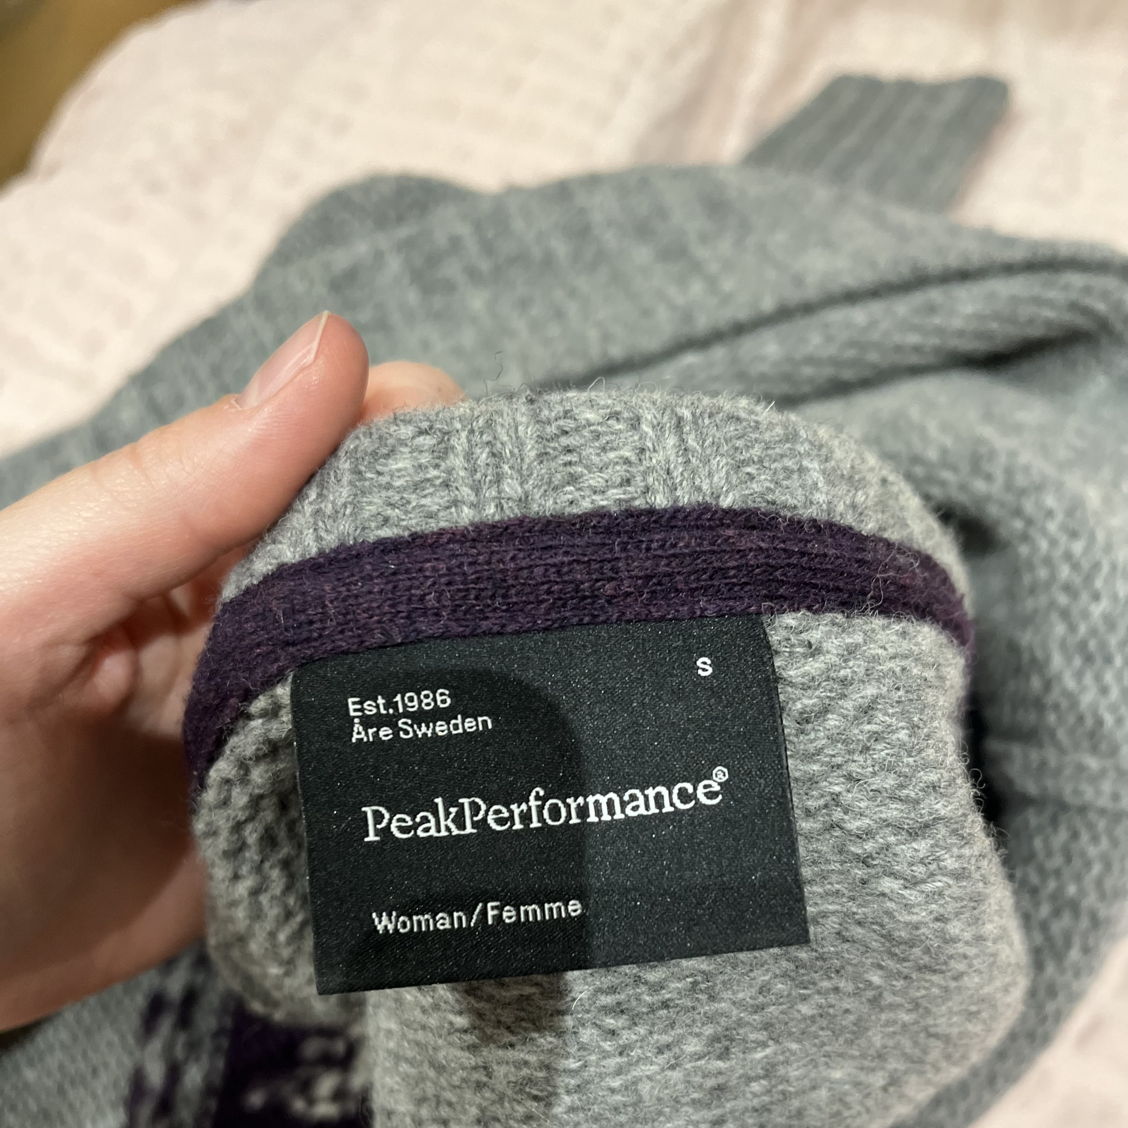 S
Est.1986
Åre Sweden
PeakPerformance®
Woman/Femme